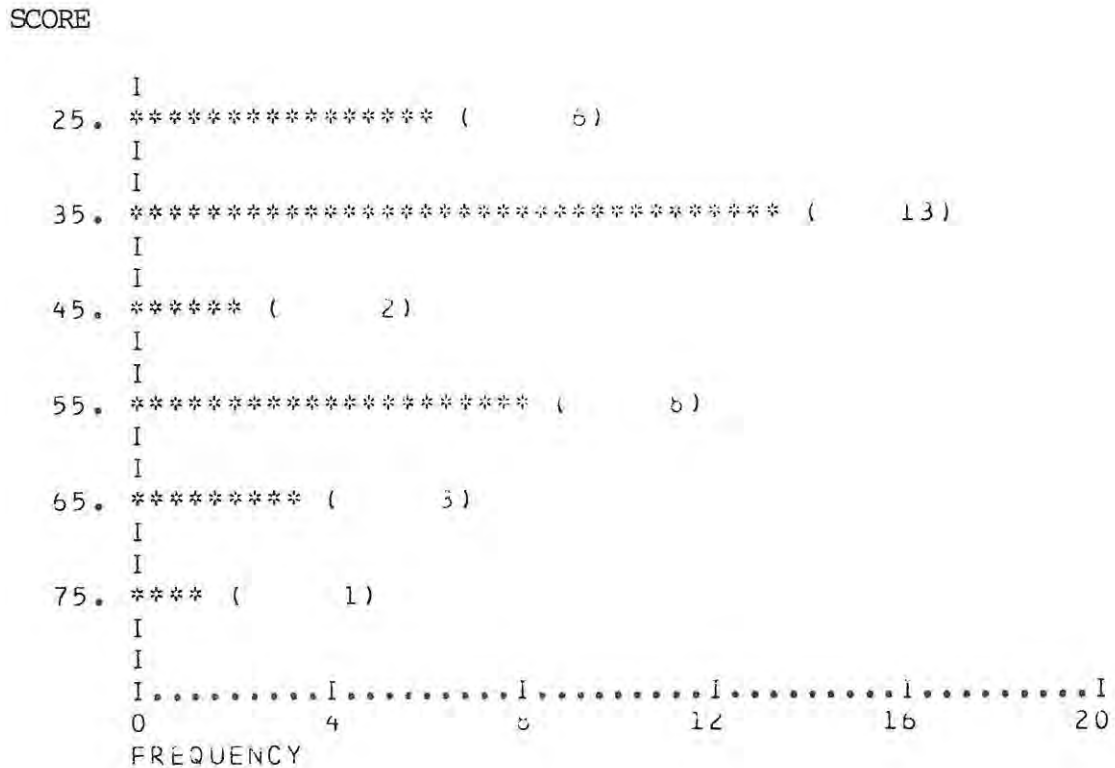 SCORE
I
25. **************** ( 6)
I
I
35. ********************************** ( 13)
I
I
45. ****** ( 2)
I
I
55. ********************* ( 8)
I
I
65. ********* ( 3)
I
I
75. **** ( 1)
I
I
I.........I.........I.........I.........I.........I
0 4 8 12 16 20
FREQUENCY